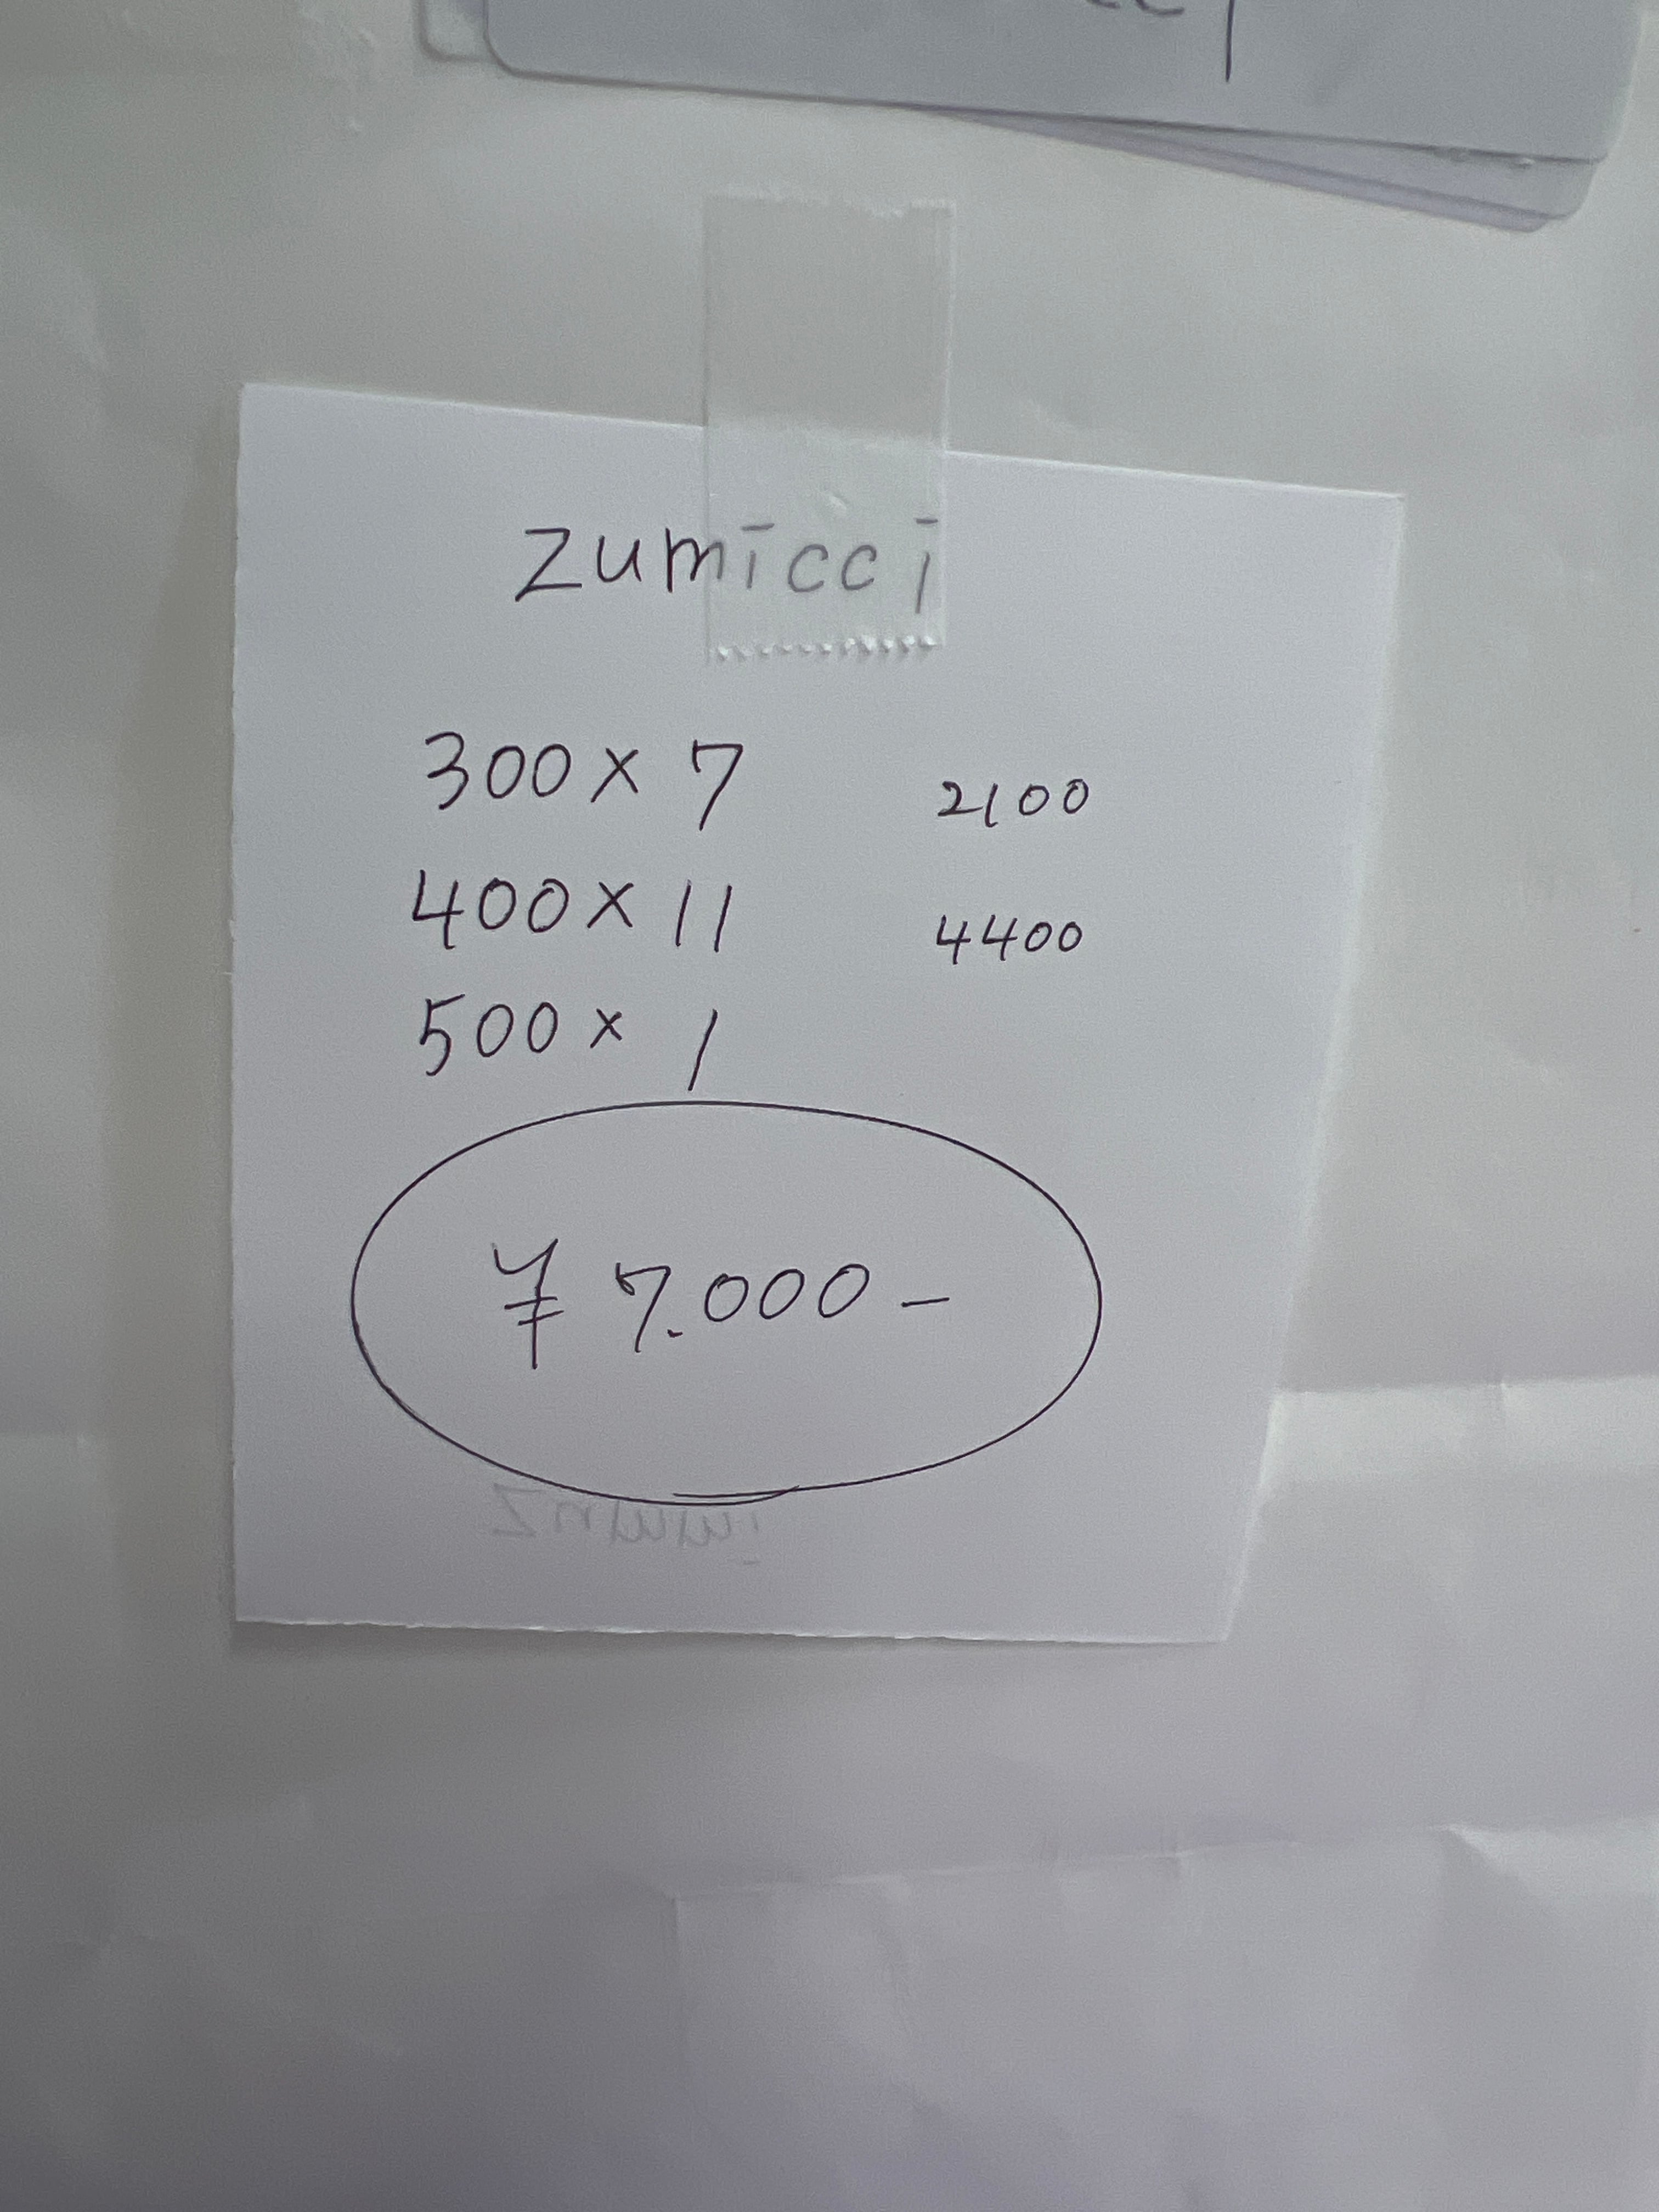 zumicci
300 × 7 2100
400 × 11 4400
500 × 1
¥ 7.000 –